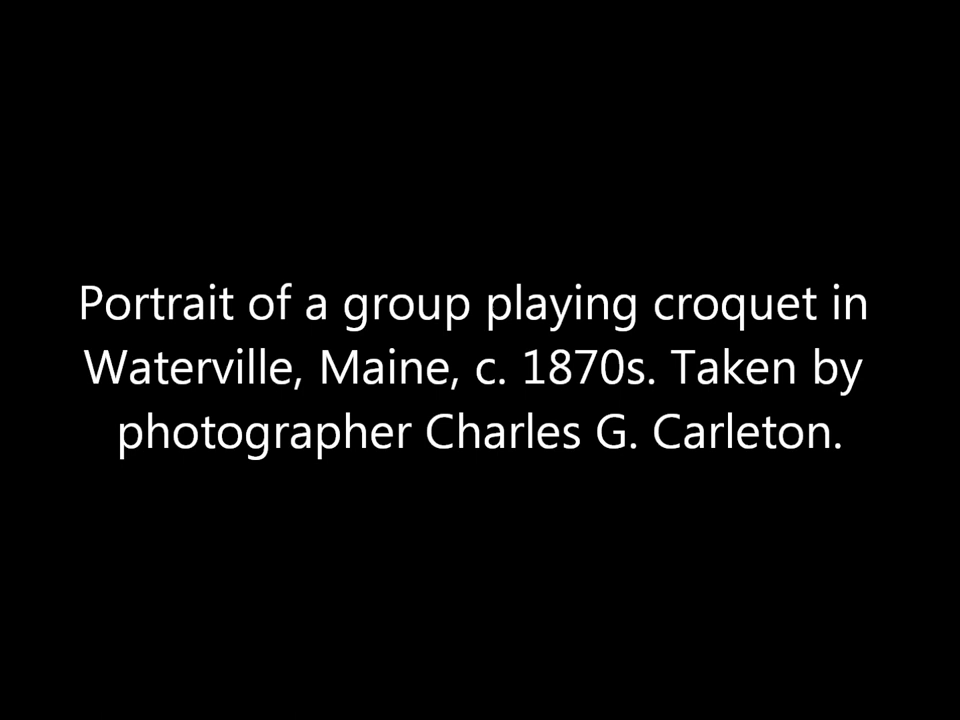 Portrait of a group playing croquet in
Waterville, Maine, c. 1870s. Taken by
photographer Charles G. Carleton.